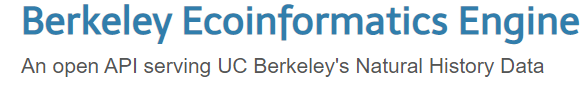 Berkeley Ecoinformatics Engine
An open API serving UC Berkeley's Natural History Data